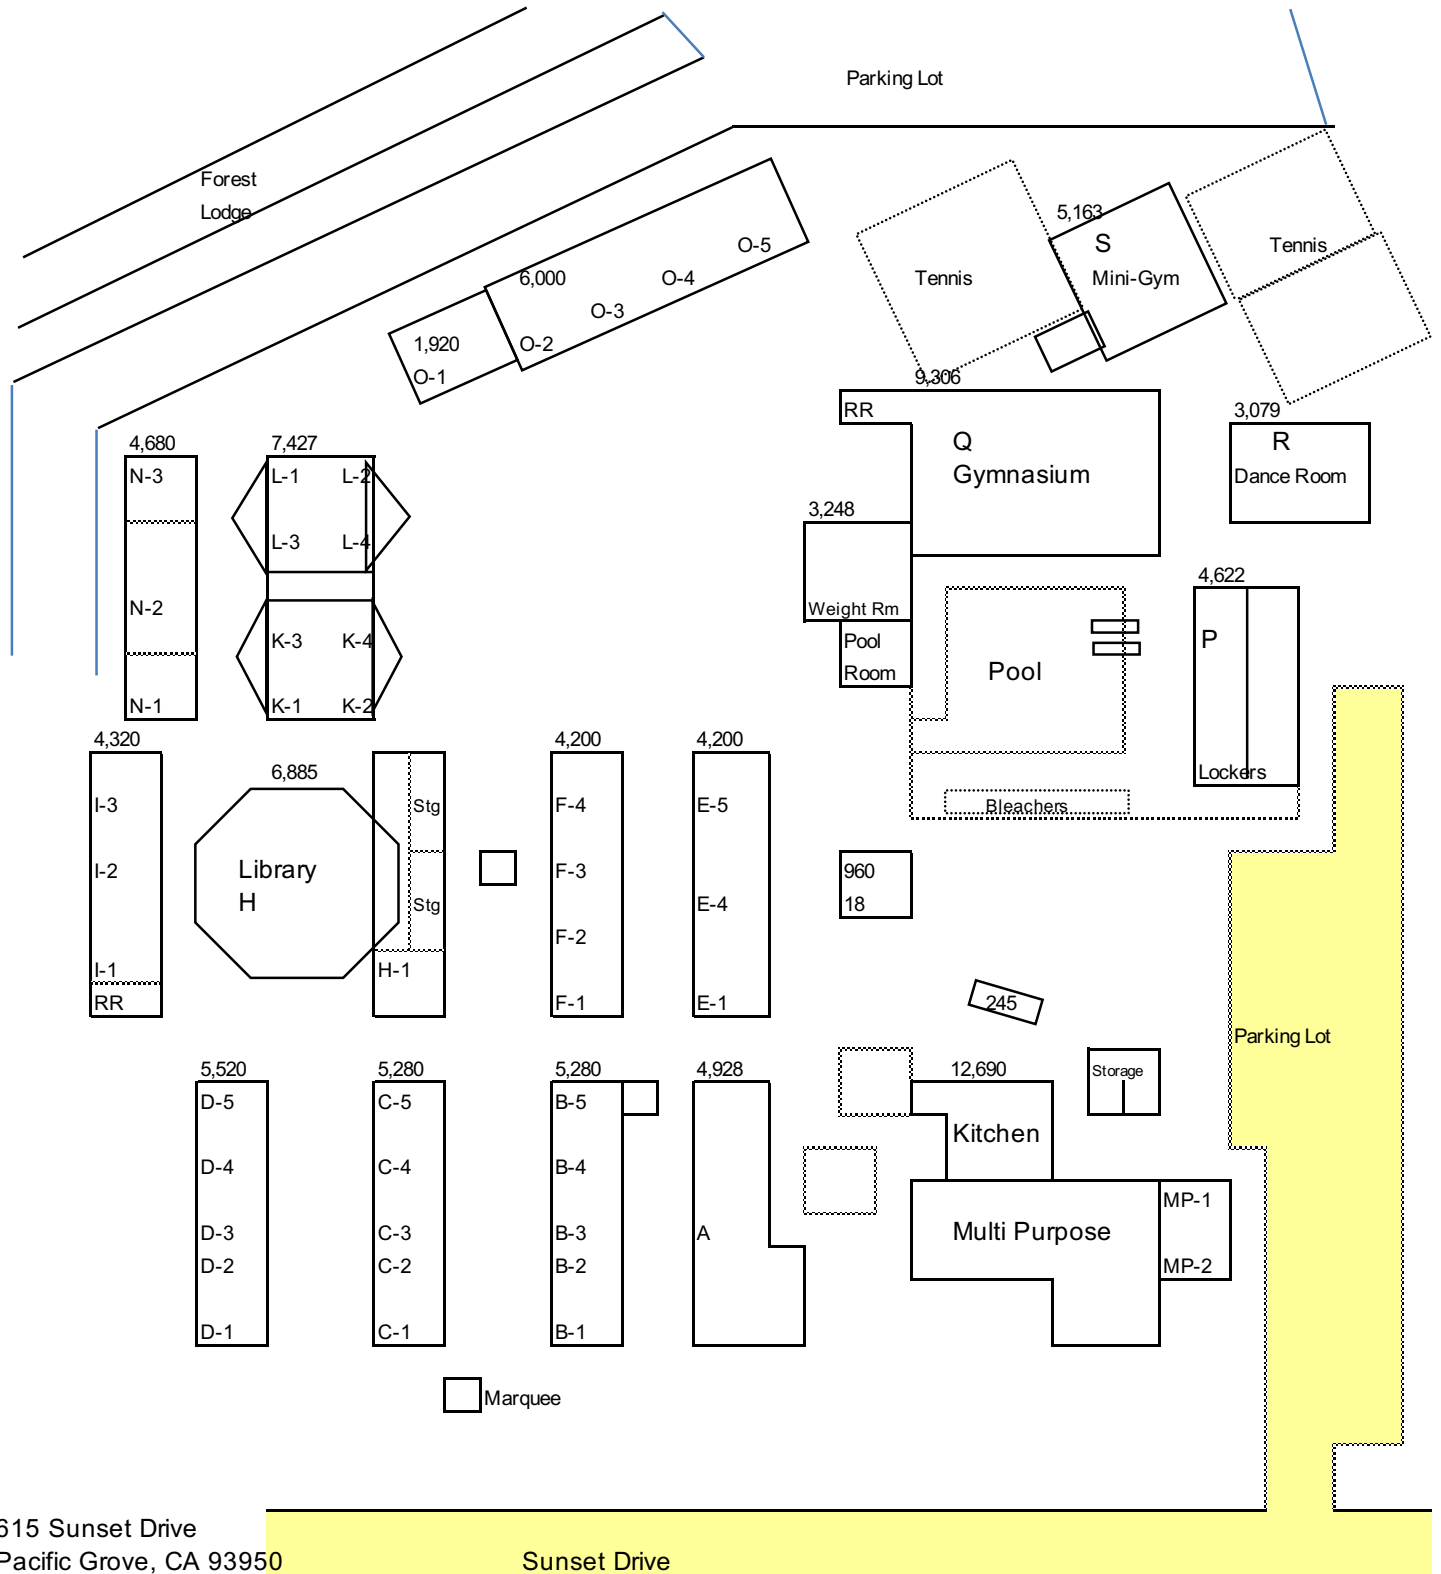 Parking Lot
Forest
Lodge
5,163
S
Mini-Gym
Tennis
Tennis
O-5
O-4
6,000
O-3
O-2
1,920
O-1
9,306
RR
Q
Gymnasium
3,079
R
Dance Room
4,680
N-3
N-2
N-1
7,427
L-1
L-2
L-3
L-4
K-3
K-4
K-1
K-2
3,248
Weight Rm
Pool
Room
Pool
4,622
P
Lockers
Bleachers
4,320
I-3
I-2
I-1
RR
6,885
Library
H
Stg
Stg
H-1
4,200
F-4
F-3
F-2
F-1
4,200
E-5
E-4
E-1
960
18
245
Parking Lot
5,520
D-5
D-4
D-3
D-2
D-1
5,280
C-5
C-4
C-3
C-2
C-1
5,280
B-5
B-4
B-3
B-2
B-1
4,928
A
12,690
Kitchen
Storage
Multi Purpose
MP-1
MP-2
Marquee
615 Sunset Drive
Pacific Grove, CA 93950
Sunset Drive